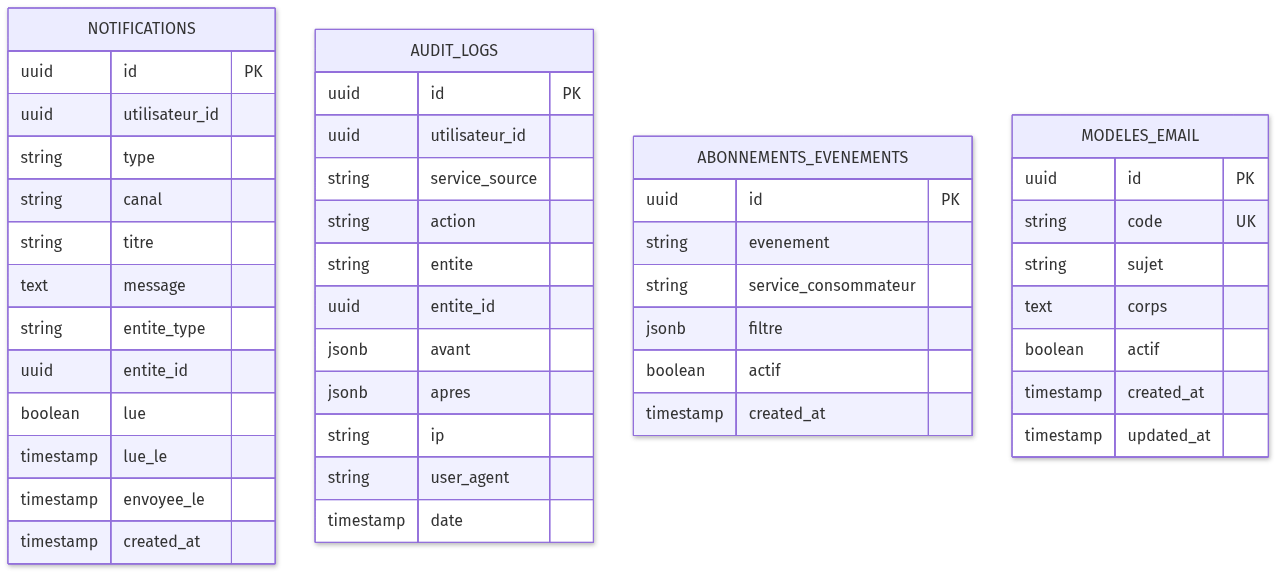 NOTIFICATIONS
uuid id PK
uuid utilisateur_id
string type
string canal
string titre
text message
string entite_type
uuid entite_id
boolean lue
timestamp lue_le
timestamp envoyee_le
timestamp created_at
AUDIT_LOGS
uuid id PK
uuid utilisateur_id
string service_source
string action
string entite
uuid entite_id
jsonb avant
jsonb apres
string ip
string user_agent
timestamp date
ABONNEMENTS_EVENEMENTS
uuid id PK
string evenement
string service_consommateur
jsonb filtre
boolean actif
timestamp created_at
MODELES_EMAIL
uuid id PK
string code UK
string sujet
text corps
boolean actif
timestamp created_at
timestamp updated_at